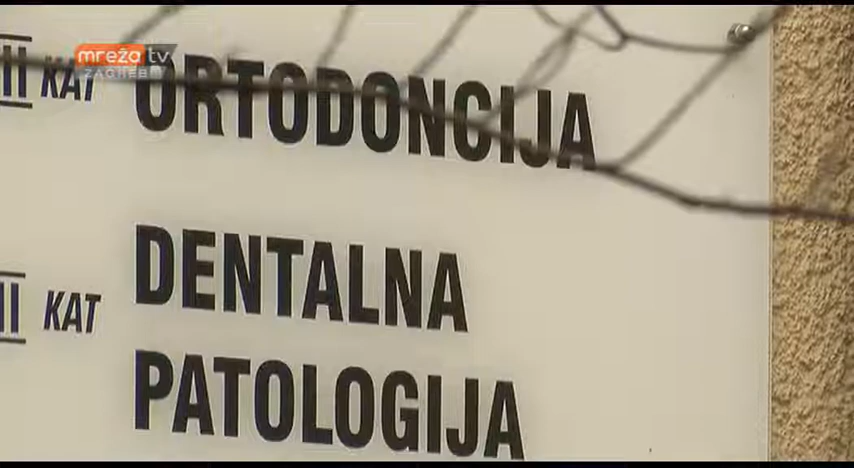 mreža tv
ZAGREB
II KAT ORTODONCIJA
II KAT DENTALNA
PATOLOGIJA